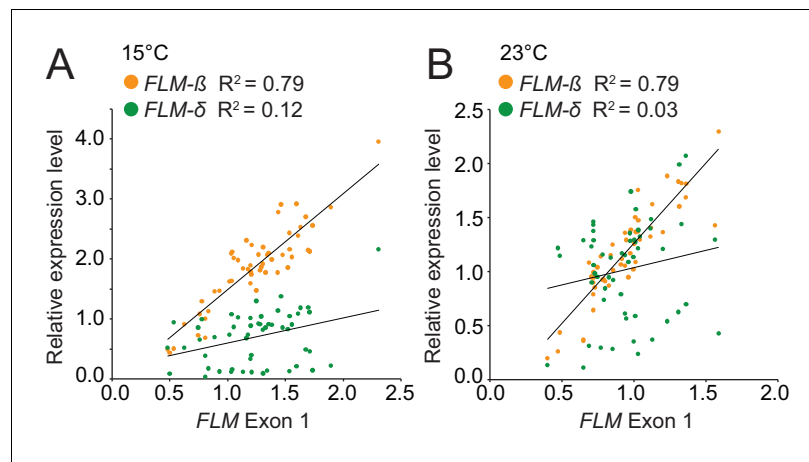 A
15°C
FLM-ß R² = 0.79
FLM-δ R² = 0.12
Relative expression level
4.0
3.0
2.0
1.0
0.0
0.0 0.5 1.0 1.5 2.0 2.5
FLM Exon 1
B
23°C
FLM-ß R² = 0.79
FLM-δ R² = 0.03
Relative expression level
2.5
2.0
1.5
1.0
0.5
0.0
0.0 0.5 1.0 1.5 2.0
FLM Exon 1